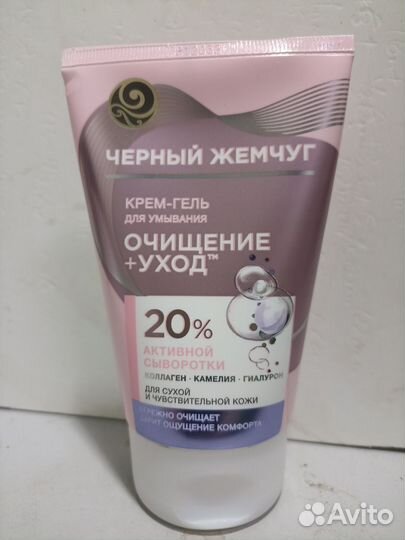 ЧЕРНЫЙ ЖЕМЧУГ
КРЕМ-ГЕЛЬ
ДЛЯ УМЫВАНИЯ
ОЧИЩЕНИЕ
+УХОД™
20%
АКТИВНОЙ
СЫВОРОТКИ
КОЛЛАГЕН · КАМЕЛИЯ · ГИАЛУРОН
ДЛЯ СУХОЙ
И ЧУВСТВИТЕЛЬНОЙ КОЖИ
ОЧИЩАЕТ
ОЩУЩЕНИЕ КОМФОРТА
Avito